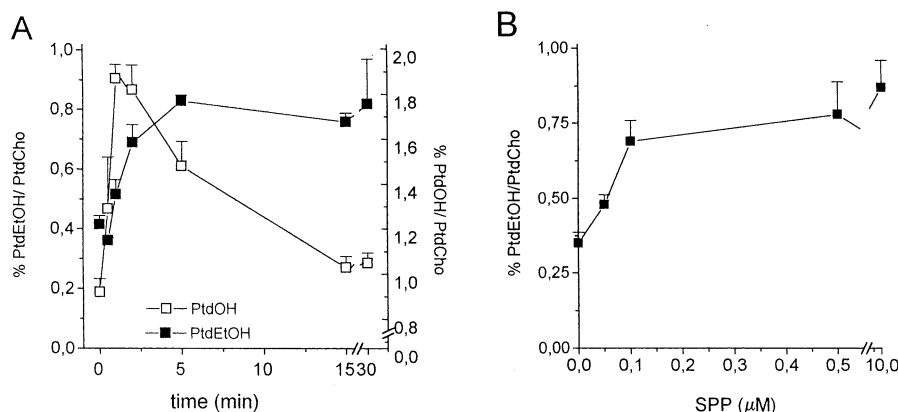 A
% PtdEtOH/ PtdCho
1,0
0,8
0,6
0,4
0,2
0,0
2,0
1,8
1,6
1,4
1,2
1,0
0,8
0,0
% PtdOH/ PtdCho
PtdOH
PtdEtOH
0 5 10 15 30
time (min)
B
% PtdEtOH/PtdCho
1,00
0,75
0,50
0,25
0,00
0,0 0,1 0,2 0,3 0,4 0,5 10,0
SPP (μM)